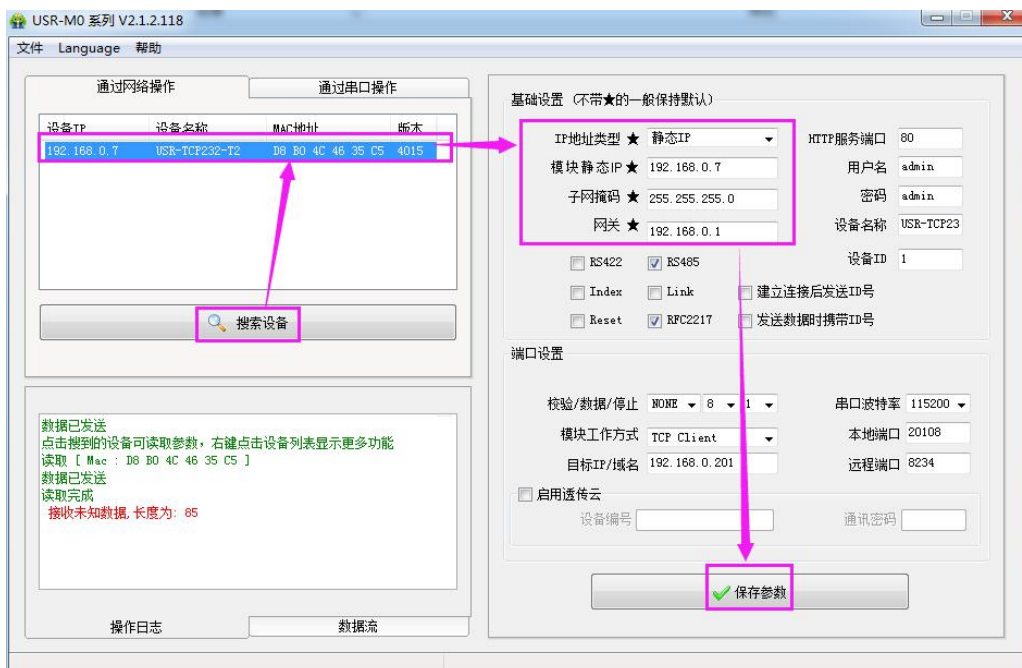 USR-M0 系列 V2.1.2.118
文件 Language 帮助
通过网络操作 通过串口操作
设备IP 设备名称 MAC地址 版本
192.168.0.7 USR-TCP232-T2 D8 B0 4C 46 35 C5 4015
搜索设备
数据已发送
点击搜到的设备可读取参数，右键点击设备列表显示更多功能
读取 [ Mac : D8 B0 4C 46 35 C5 ]
数据已发送
读取完成
接收未知数据,长度为: 85
操作日志 数据流
基础设置 (不带★的一般保持默认)
IP地址类型 ★ 静态IP HTTP服务端口 80
模块静态IP ★ 192.168.0.7 用户名 admin
子网掩码 ★ 255.255.255.0 密码 admin
网关 ★ 192.168.0.1 设备名称 USR-TCP23
RS422 RS485 设备ID 1
Index Link 建立连接后发送ID号
Reset RFC2217 发送数据时携带ID号
端口设置
校验/数据/停止 NONE 8 1 串口波特率 115200
模块工作方式 TCP Client 本地端口 20108
目标IP/域名 192.168.0.201 远程端口 8234
启用透传云
设备编号 通讯密码
保存参数